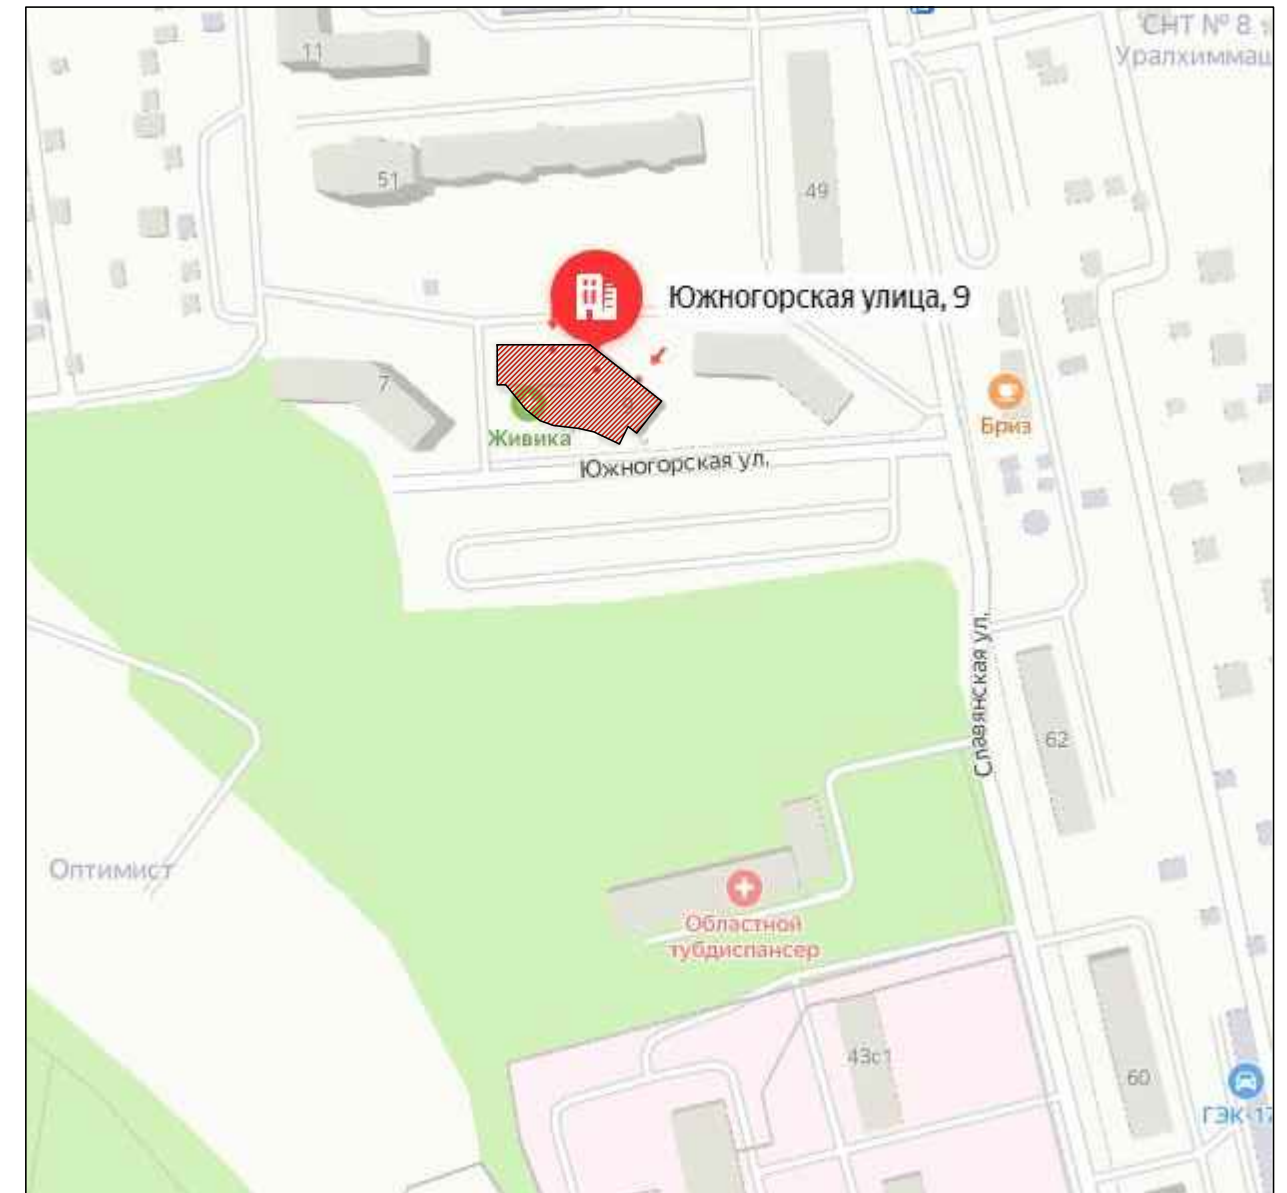 СНТ № 8
Уралхиммаш
11
51
49
Южногорская улица, 9
7
9
Живика
Бриз
Южногорская ул.
Славянская ул.
62
Оптимист
Областной
тубдиспансер
43с1
60
ГЭК-17